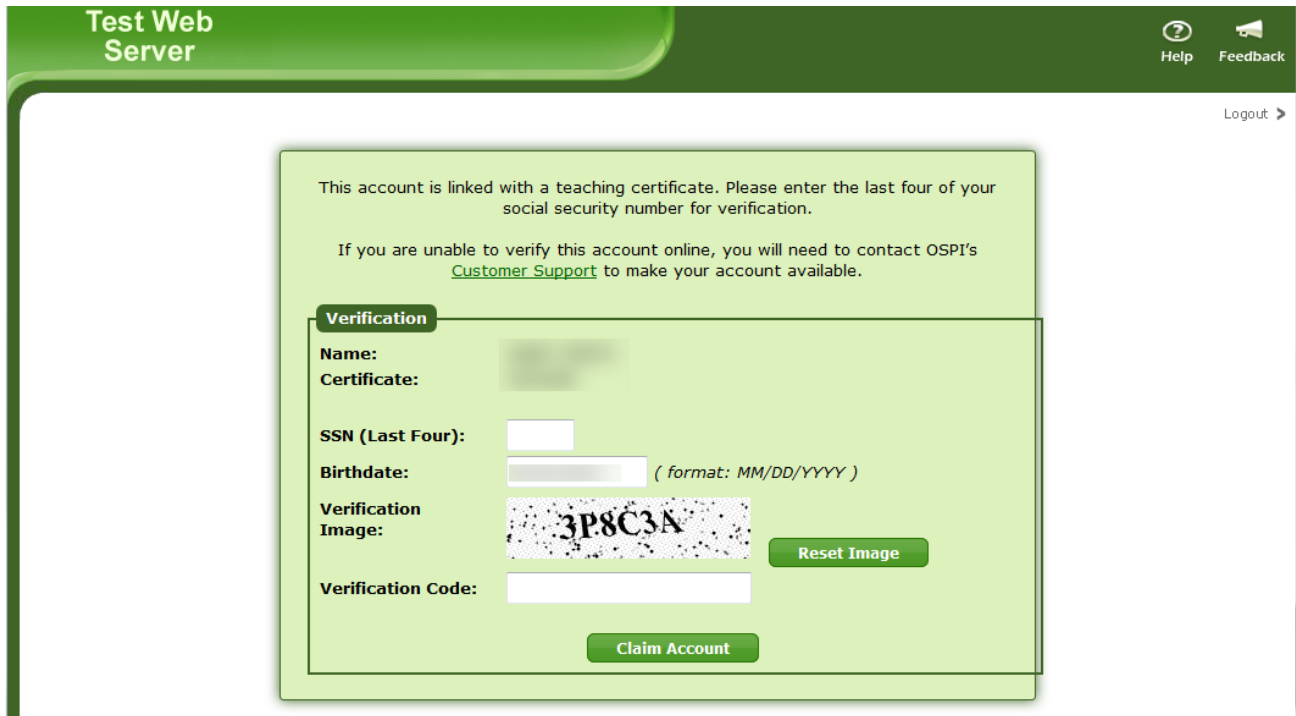 Test Web
Server
Help
Feedback
Logout >
This account is linked with a teaching certificate. Please enter the last four of your
social security number for verification.
If you are unable to verify this account online, you will need to contact OSPI's
Customer Support to make your account available.
Verification
Name:
Certificate:
SSN (Last Four):
Birthdate:
( format: MM/DD/YYYY )
Verification
Image:
3P8C3A
Reset Image
Verification Code:
Claim Account